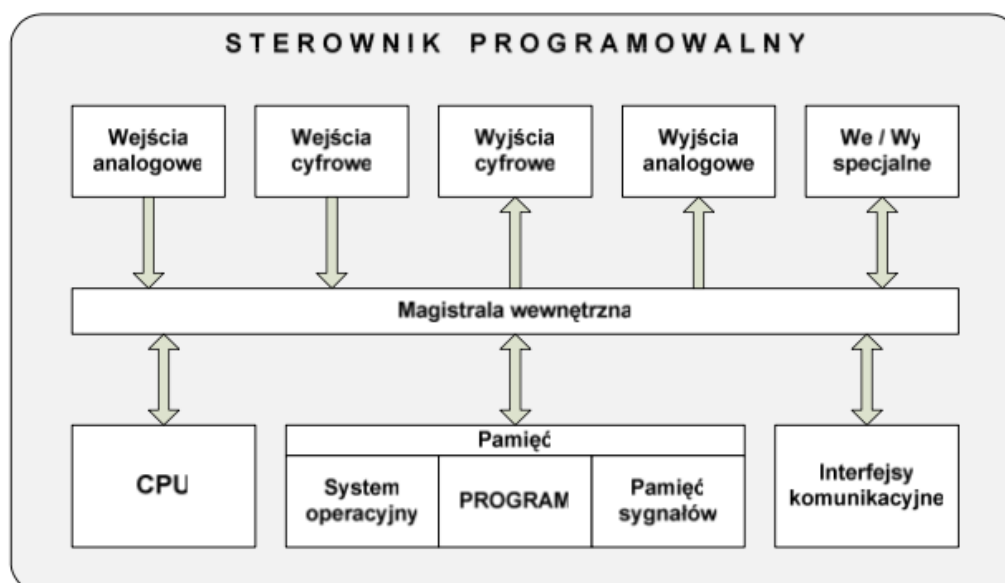 STEROWNIK PROGRAMOWALNY
Wejścia
analogowe
Wejścia
cyfrowe
Wyjścia
cyfrowe
Wyjścia
analogowe
We / Wy
specjalne
Magistrala wewnętrzna
CPU
Pamięć
System
operacyjny
PROGRAM
Pamięć
sygnałów
Interfejsy
komunikacyjne